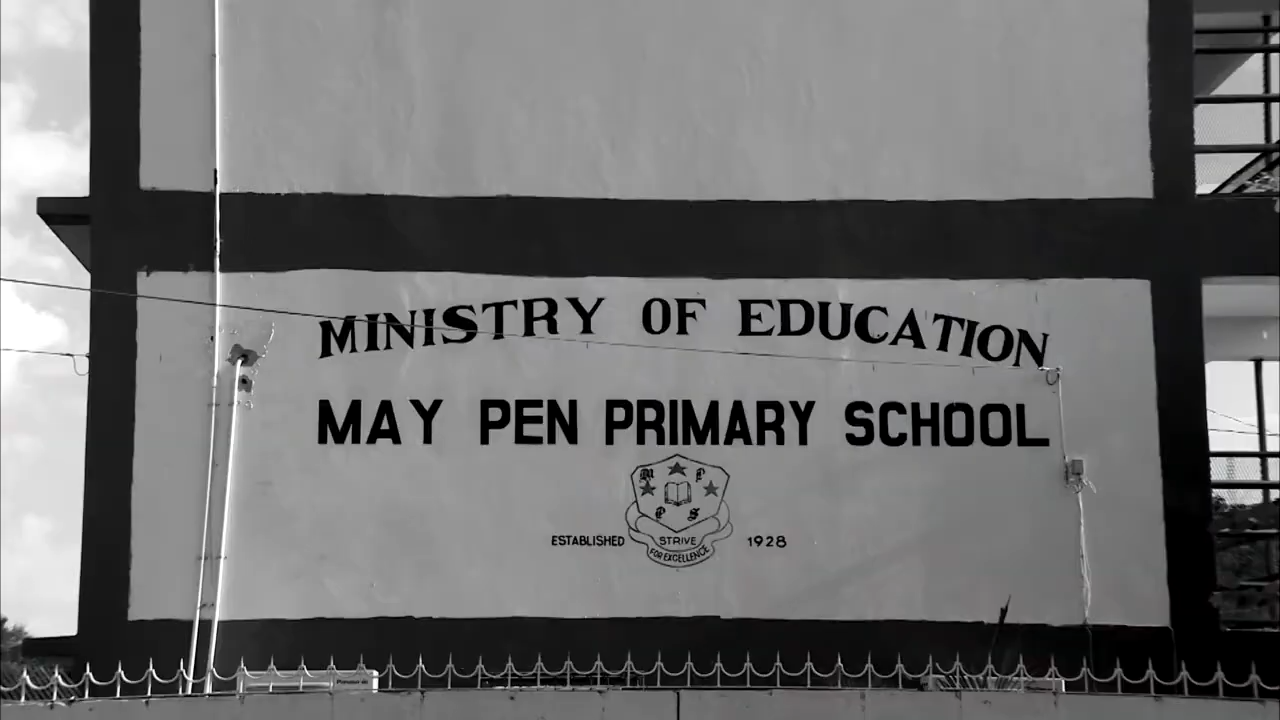 MINISTRY OF EDUCATION
MAY PEN PRIMARY SCHOOL
M P
P S
ESTABLISHED STRIVE 1928
FOR EXCELLENCE